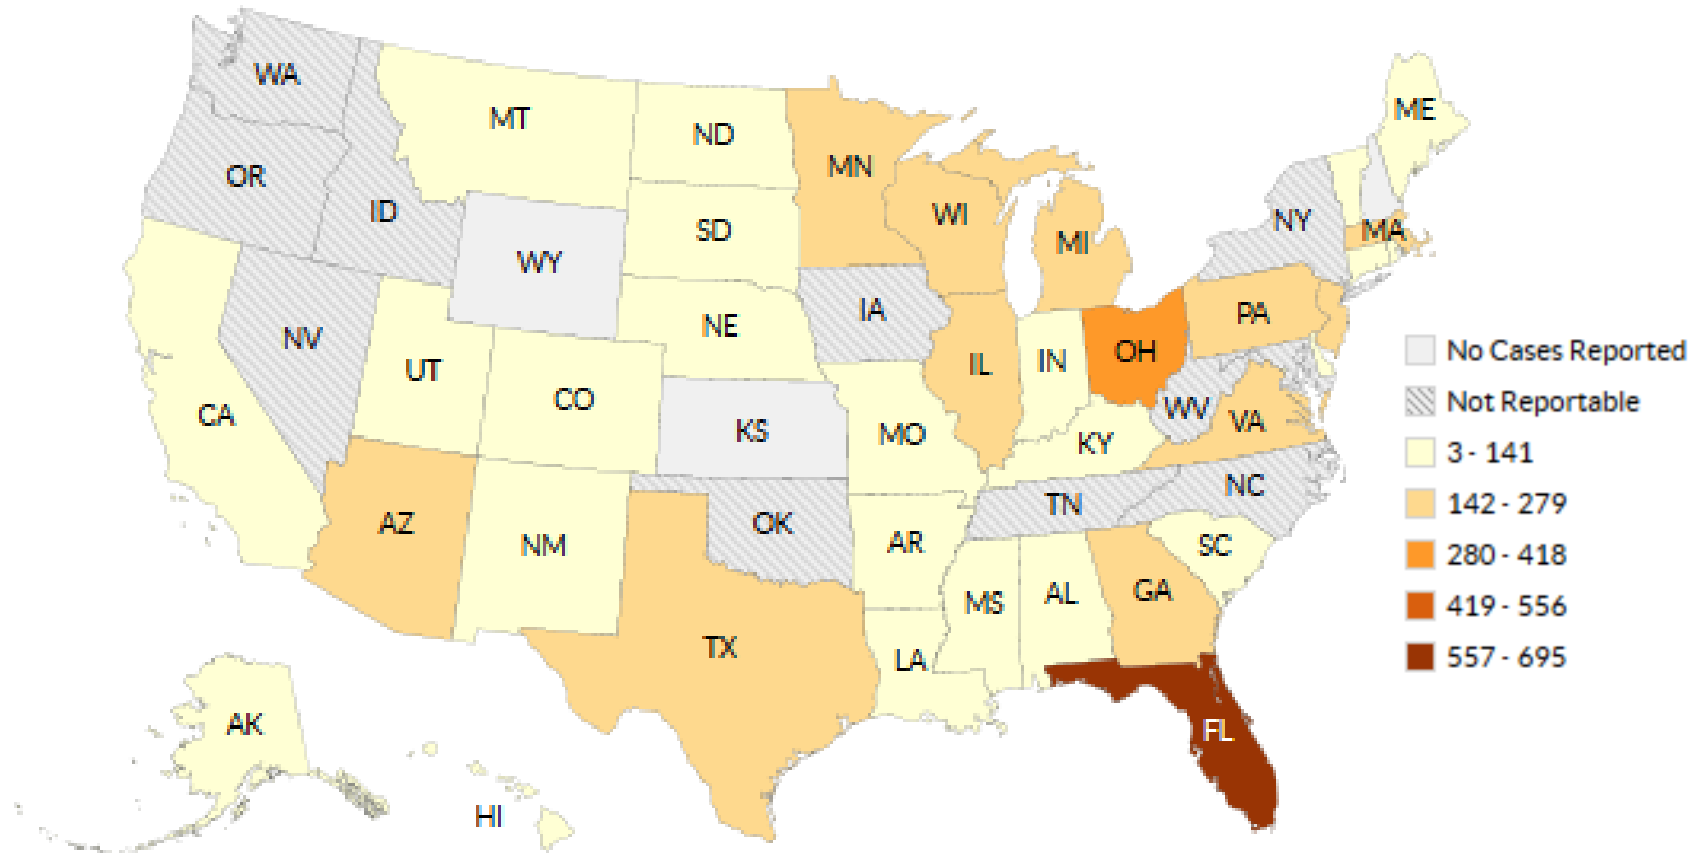 WA
MT
ND
ME
OR
ID
MN
WI
NY
MA
SD
MI
WY
IA
NE
PA
NV
UT
CO
IL
IN
OH
WV
VA
CA
KS
MO
KY
AZ
NM
OK
AR
TN
NC
SC
MS
AL
GA
TX
LA
FL
AK
HI
No Cases Reported
Not Reportable
3 - 141
142 - 279
280 - 418
419 - 556
557 - 695